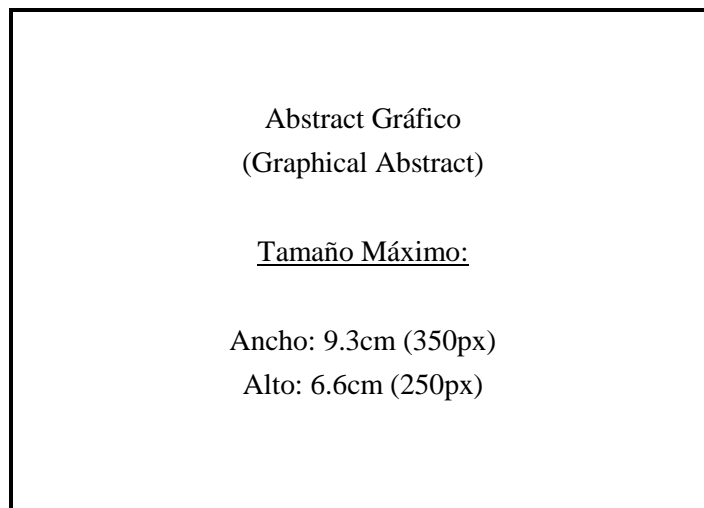 Abstract Gráfico
(Graphical Abstract)
Tamaño Máximo:
Ancho: 9.3cm (350px)
Alto: 6.6cm (250px)